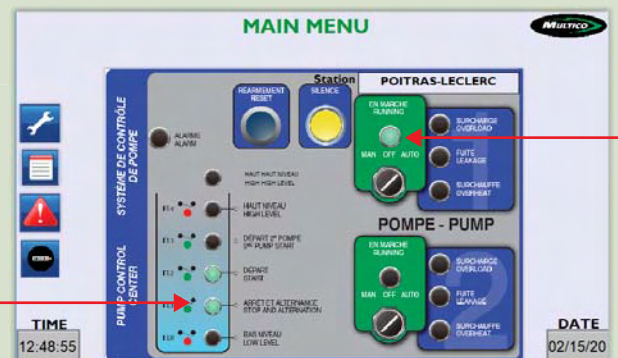 MAIN MENU
MULTICO
Station
POITRAS-LECLERC
SYSTÈME DE CONTRÔLE
DE POMPE
PUMP CONTROL
CENTER
RÉARMEMENT
RESET
SILENCE
ALARME
ALARM
HAUT HAUT NIVEAU
HIGH HIGH LEVEL
HAUT NIVEAU
HIGH LEVEL
DÉPART 2e POMPE
2ND PUMP START
DÉPART
START
ARRÊT ET ALTERNANCE
STOP AND ALTERNATION
BAS NIVEAU
LOW LEVEL
EN MARCHE
RUNNING
MAN OFF AUTO
SURCHARGE
OVERLOAD
FUITE
LEAKAGE
SURCHAUFFE
OVERHEAT
1
POMPE - PUMP
EN MARCHE
RUNNING
MAN OFF AUTO
SURCHARGE
OVERLOAD
FUITE
LEAKAGE
SURCHAUFFE
OVERHEAT
2
TIME
12:48:55
DATE
02/15/20